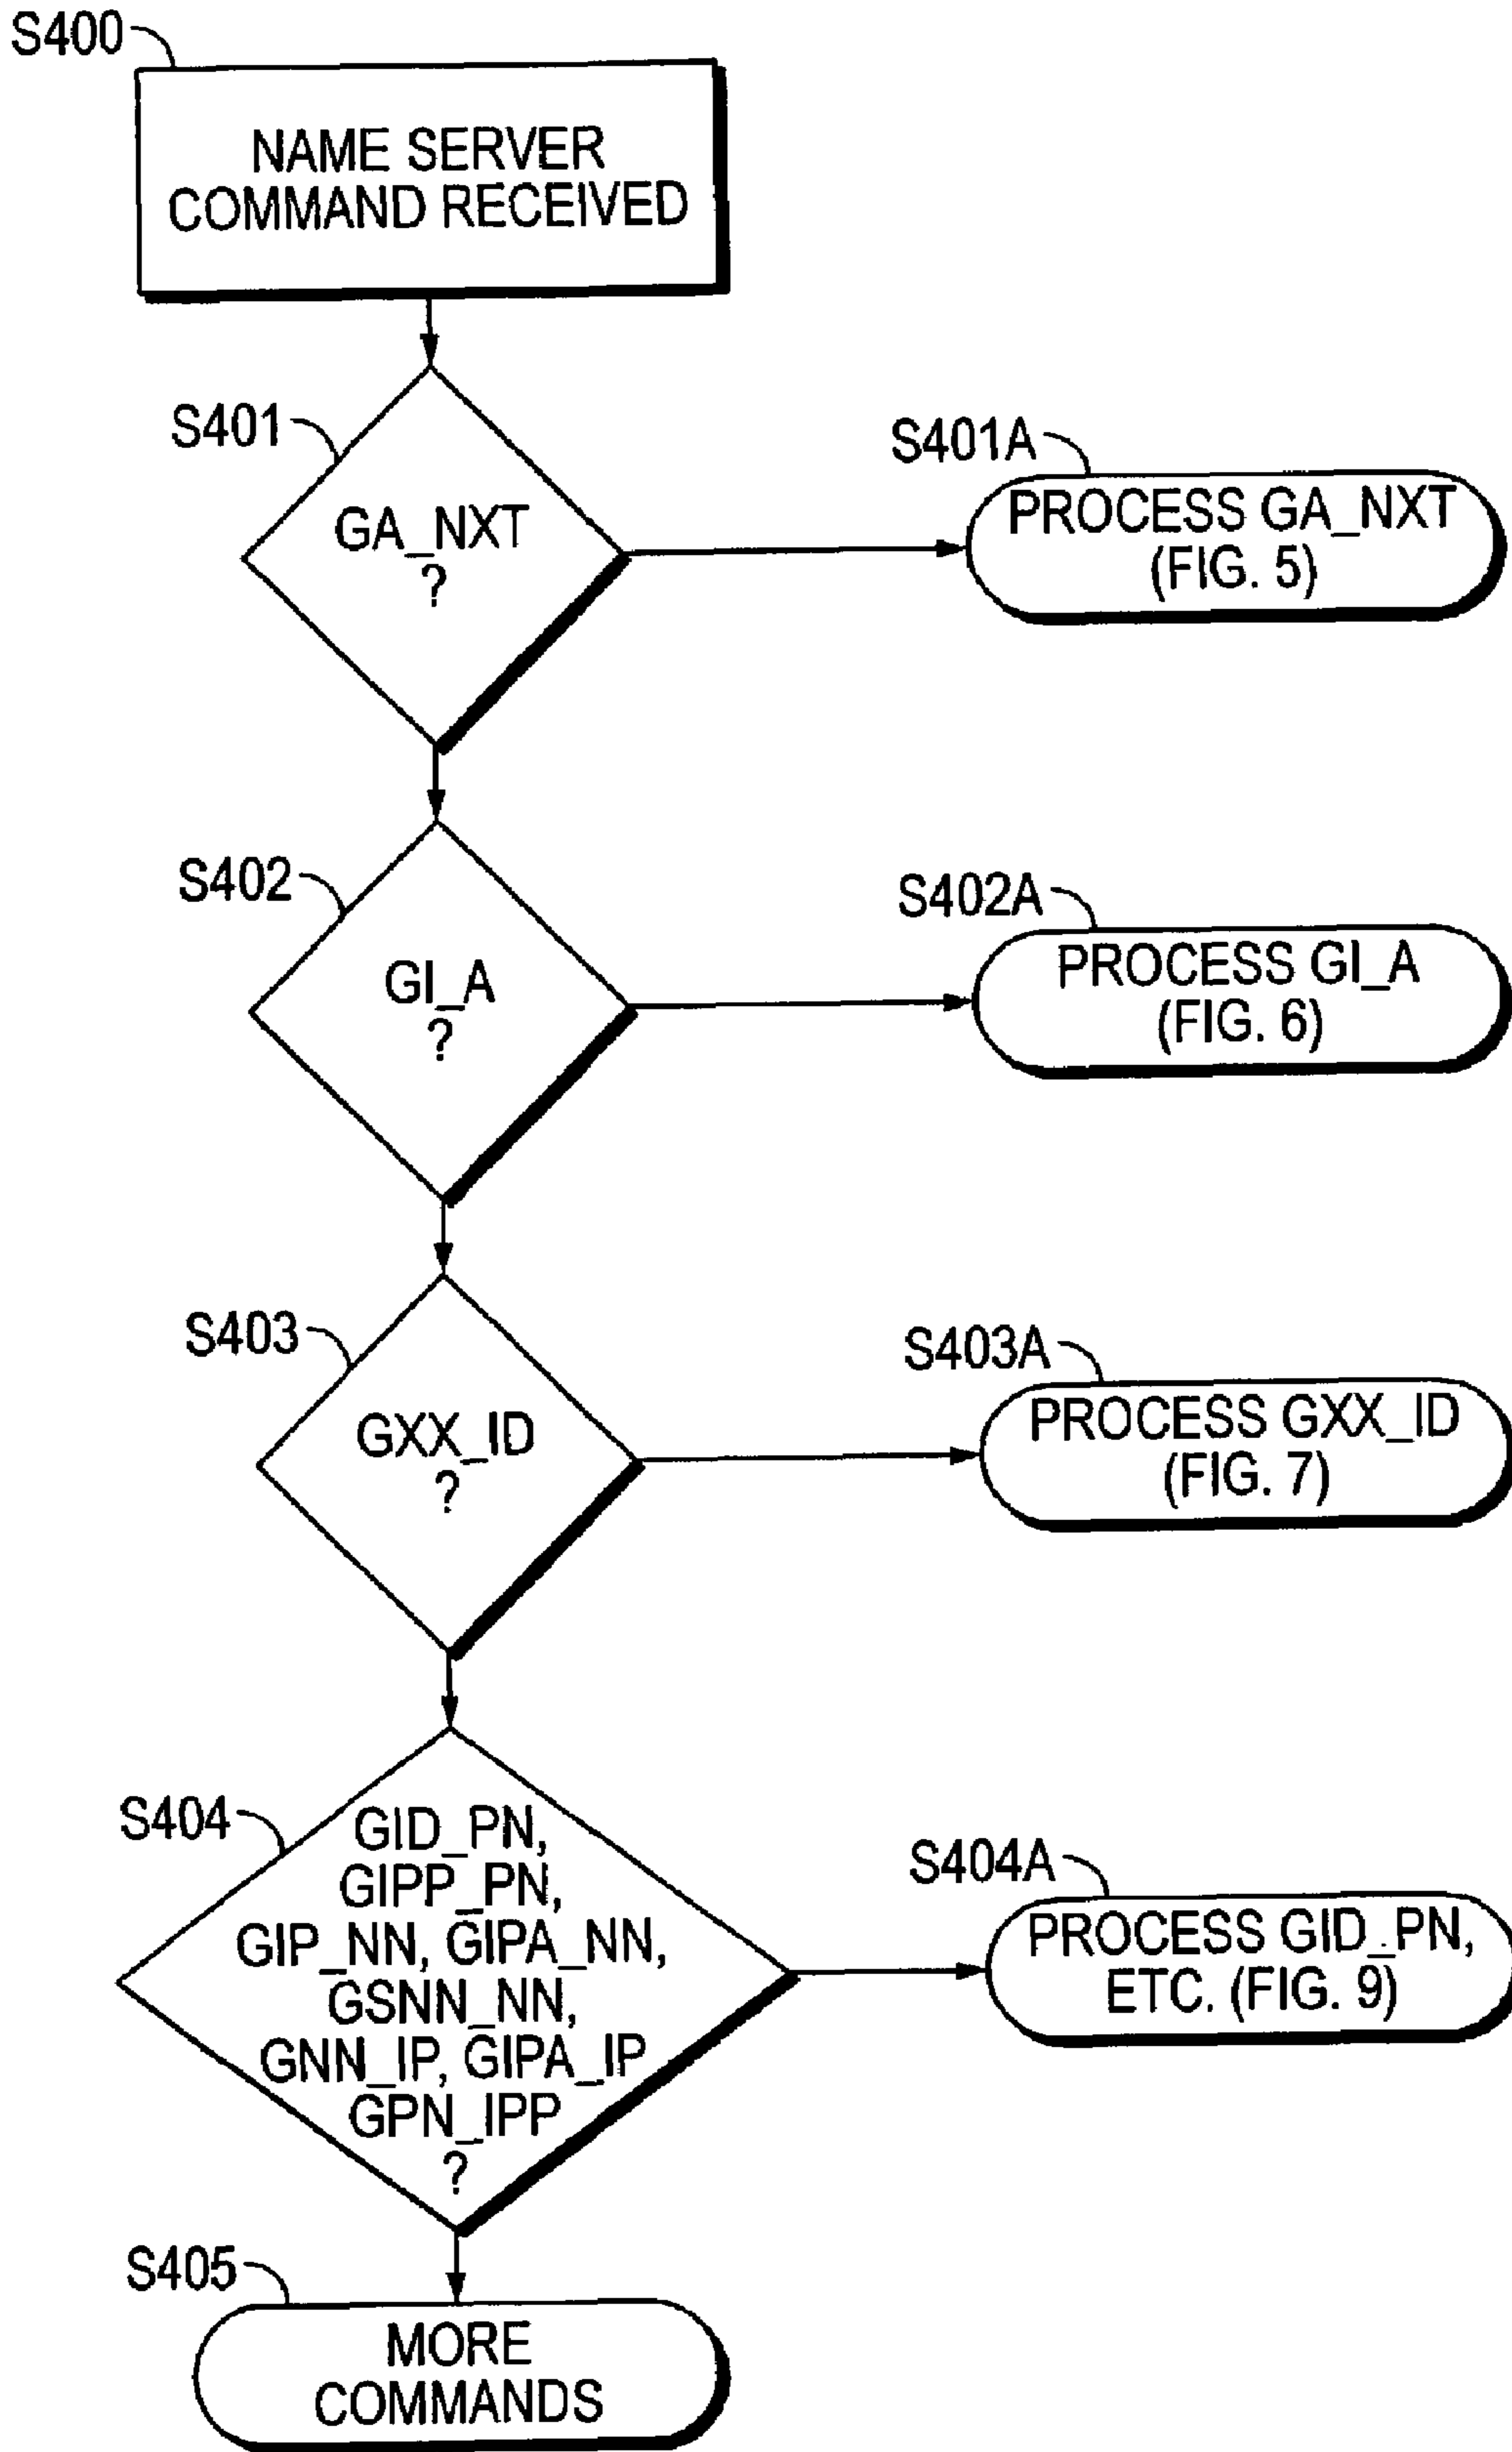 S400
NAME SERVER
COMMAND RECEIVED
S401
GA_NXT
?
S401A
PROCESS GA_NXT
(FIG. 5)
S402
GI_A
?
S402A
PROCESS GI_A
(FIG. 6)
S403
GXX_ID
?
S403A
PROCESS GXX_ID
(FIG. 7)
S404
GID_PN,
GIPP_PN,
GIP_NN, GIPA_NN,
GSNN_NN,
GNN_IP, GIPA_IP
GPN_IPP
?
S404A
PROCESS GID_PN,
ETC. (FIG. 9)
S405
MORE
COMMANDS